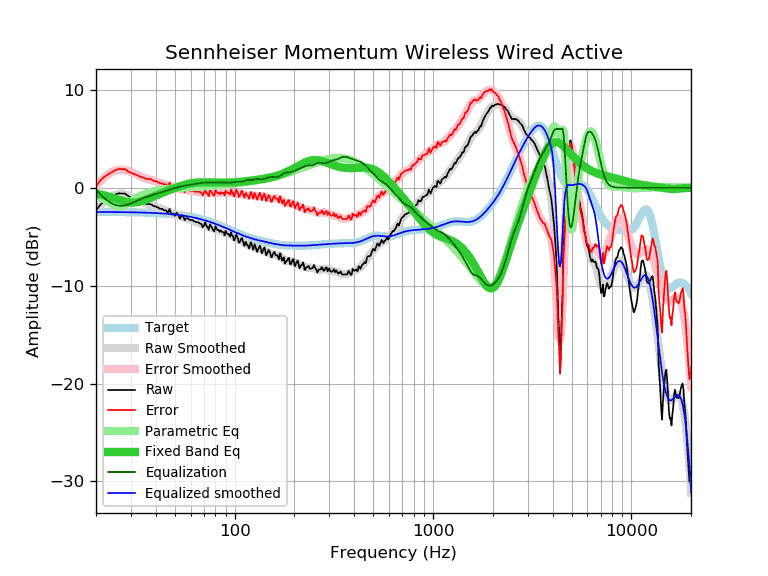 Sennheiser Momentum Wireless Wired Active
10
0
−10
−20
−30
Amplitude (dBr)
Target
Raw Smoothed
Error Smoothed
Raw
Error
Parametric Eq
Fixed Band Eq
Equalization
Equalized smoothed
100
1000
10000
Frequency (Hz)